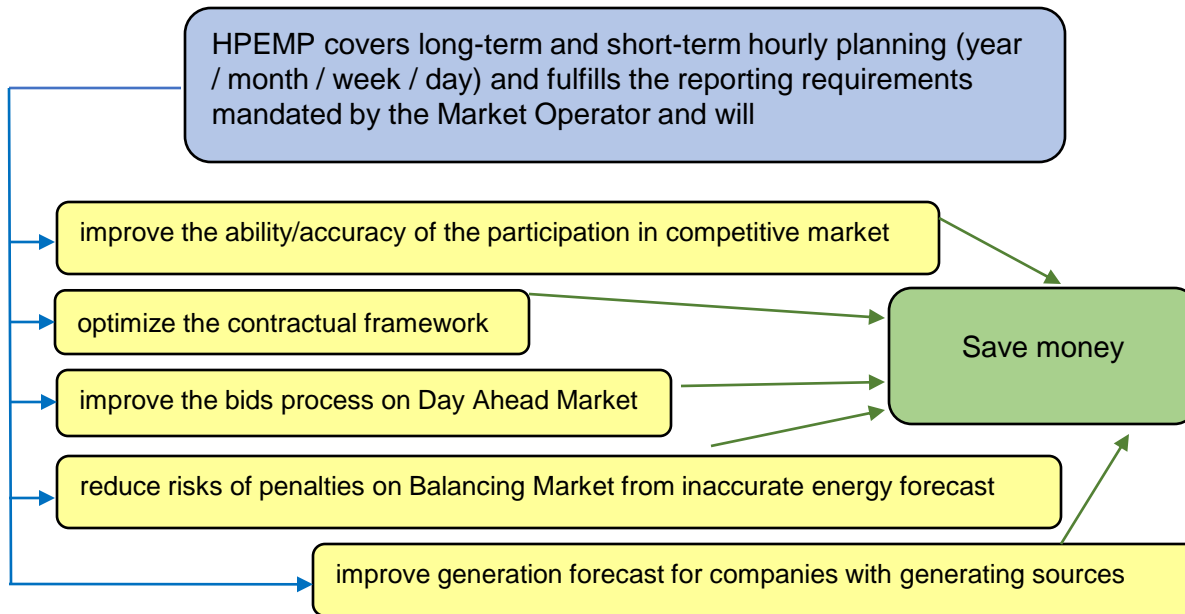 HPEMP covers long-term and short-term hourly planning (year
/ month / week / day) and fulfills the reporting requirements
mandated by the Market Operator and will
improve the ability/accuracy of the participation in competitive market
optimize the contractual framework
Save money
improve the bids process on Day Ahead Market
reduce risks of penalties on Balancing Market from inaccurate energy forecast
improve generation forecast for companies with generating sources